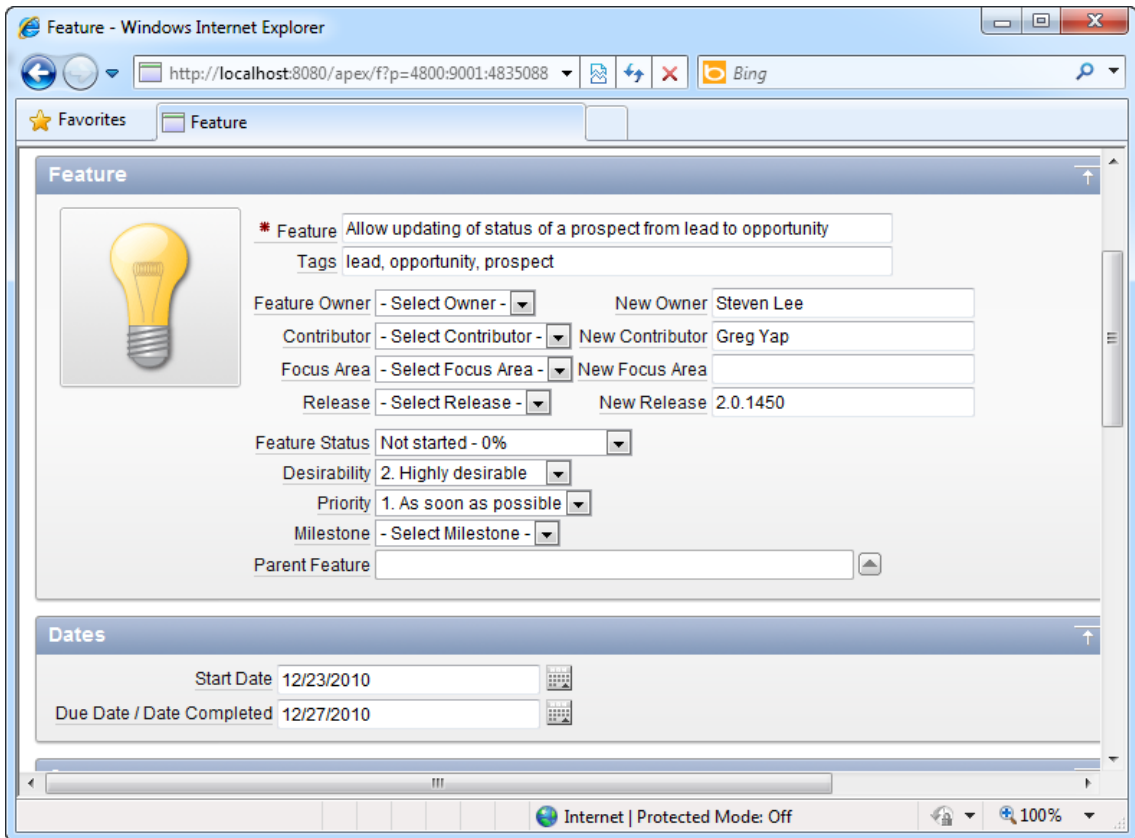 Feature - Windows Internet Explorer
http://localhost:8080/apex/f?p=4800:9001:4835088 Bing
Favorites Feature
Feature
* Feature Allow updating of status of a prospect from lead to opportunity
Tags lead, opportunity, prospect
Feature Owner - Select Owner - New Owner Steven Lee
Contributor - Select Contributor - New Contributor Greg Yap
Focus Area - Select Focus Area - New Focus Area
Release - Select Release - New Release 2.0.1450
Feature Status Not started - 0%
Desirability 2. Highly desirable
Priority 1. As soon as possible
Milestone - Select Milestone -
Parent Feature
Dates
Start Date 12/23/2010
Due Date / Date Completed 12/27/2010
Internet | Protected Mode: Off 100%